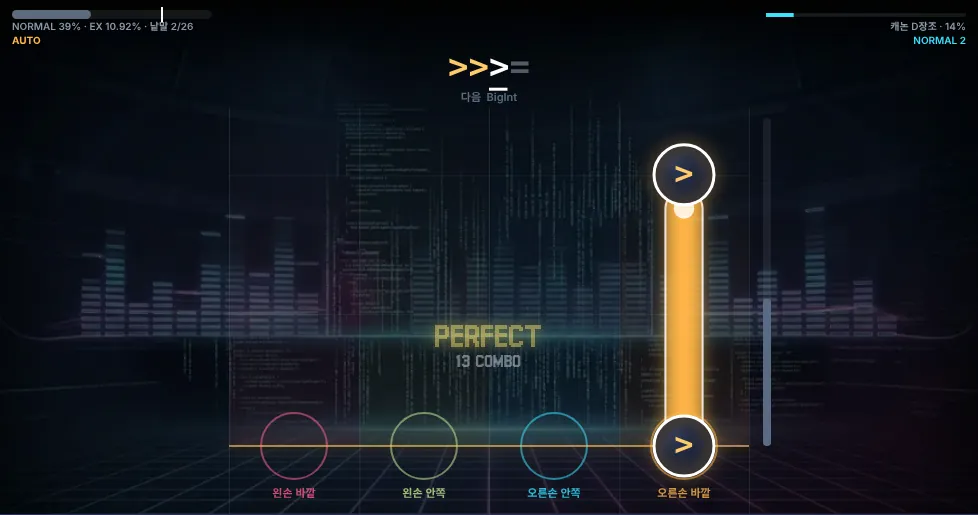 NORMAL 39% · EX 10.92% · 낱말 2/26
AUTO
캐논 D장조 · 14%
NORMAL 2
>>>=
다음 BigInt
>
PERFECT
13 COMBO
>
왼손 바깥
왼손 안쪽
오른손 안쪽
오른손 바깥